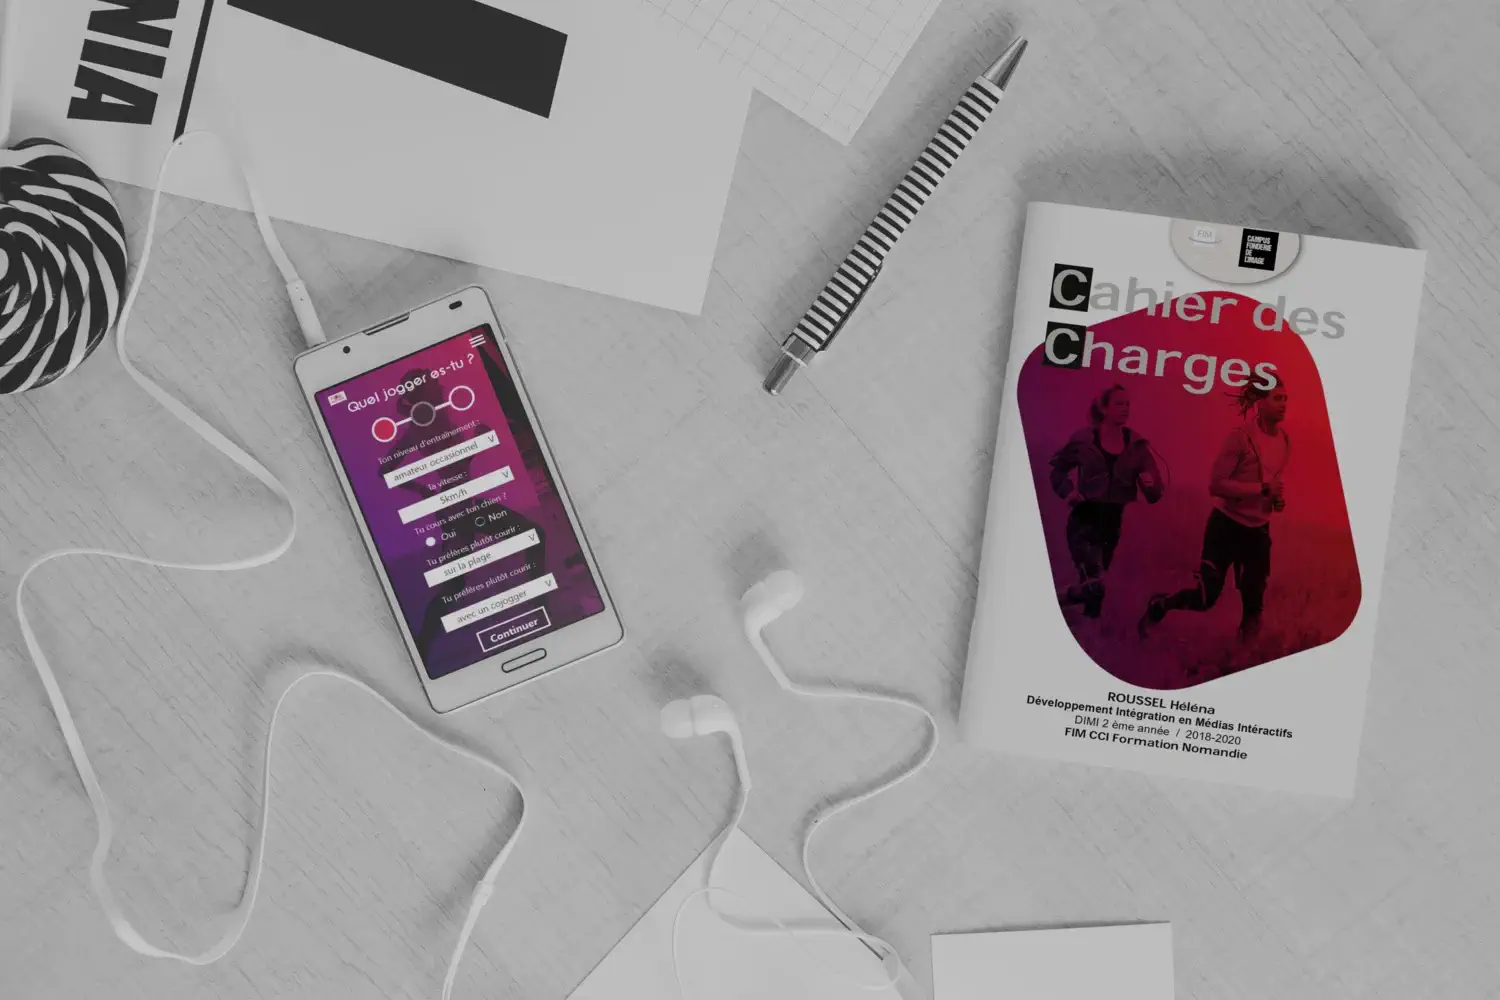 NIA
Quel jogger es-tu ?
Ton niveau d'entraînement :
amateur occasionnel V
Ta vitesse :
5km/h V
Tu cours avec ton chien ?
Oui Non
Tu préfères plutôt courir :
sur la plage V
Tu préfères plutôt courir :
avec un cojogger V
Continuer
FIM
CAMPUS
FONDERIE
DE
L'IMAGE
Cahier des
Charges
ROUSSEL Héléna
Développement Intégration en Médias Intéractifs
DIMI 2 ème année / 2018-2020
FIM CCI Formation Nomandie